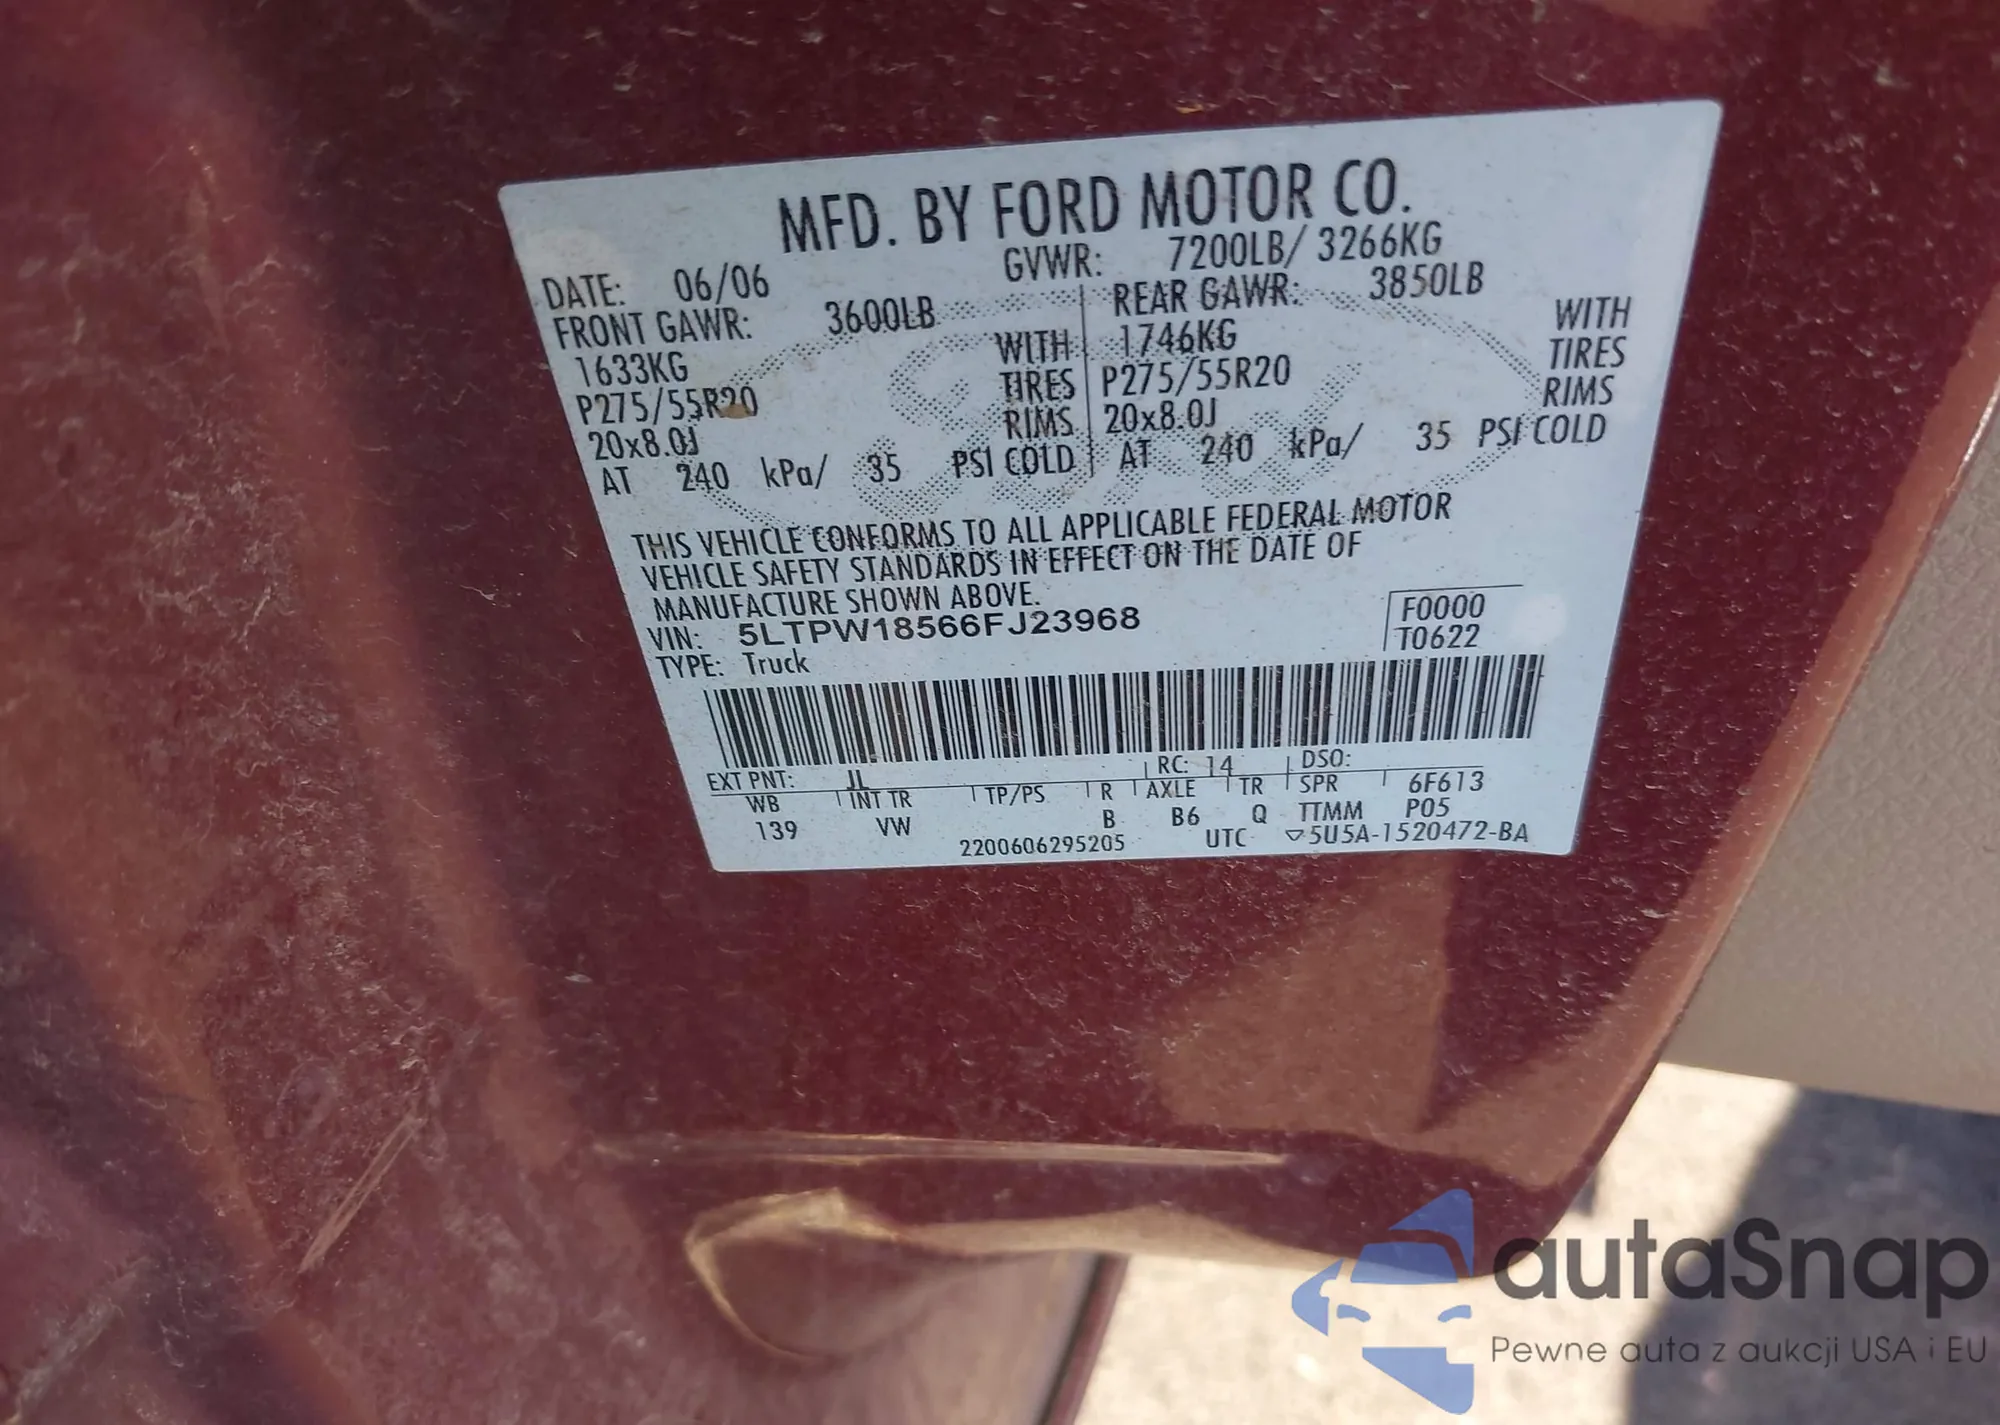 MFD. BY FORD MOTOR CO.
DATE: 06/06 GVWR: 7200LB/ 3266KG
FRONT GAWR: 3600LB REAR GAWR: 3850LB
1633KG WITH 1746KG WITH
P275/55R20 TIRES P275/55R20 TIRES
20x8.0J RIMS 20x8.0J RIMS
AT 240 kPa/ 35 PSI COLD AT 240 kPa/ 35 PSI COLD
THIS VEHICLE CONFORMS TO ALL APPLICABLE FEDERAL MOTOR
VEHICLE SAFETY STANDARDS IN EFFECT ON THE DATE OF
MANUFACTURE SHOWN ABOVE.
VIN: 5LTPW18566FJ23968 F0000
TYPE: Truck T0622
EXT PNT: JL RC: 14 DSO:
WB INT TR TP/PS R AXLE TR SPR 6F613
139 VW B B6 Q TTMM P05
2200606295205 UTC ▽5U5A-1520472-BA
autaSnap
Pewne auta z aukcji USA i EU